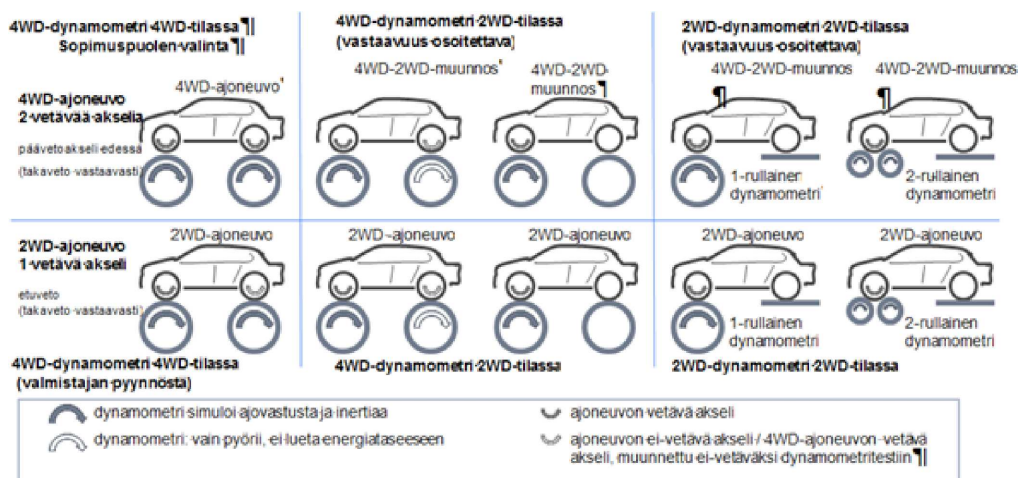 4WD-dynamometri 4WD-tilassa¶
Sopimuspuolen valinta¶
4WD-dynamometri 2WD-tilassa
(vastaavuus osoitettava)
2WD-dynamometri 2WD-tilassa
(vastaavuus osoitettava)
4WD-ajoneuvo
2 vetävää akselia
päävetoakseli edessä
(takaveto vastaavasti)
4WD-ajoneuvo
4WD-2WD-muunnos
4WD-2WD-
muunnos¶
4WD-2WD-muunnos
¶
1-rullainen
dynamometri
4WD-2WD-muunnos
¶
2-rullainen
dynamometri
2WD-ajoneuvo
1 vetävä akseli
etuveto
(takaveto vastaavasti)
2WD-ajoneuvo
2WD-ajoneuvo
2WD-ajoneuvo
2WD-ajoneuvo
1-rullainen
dynamometri
2WD-ajoneuvo
2-rullainen
dynamometri
4WD-dynamometri 4WD-tilassa
(valmistajan pyynnöstä)
4WD-dynamometri 2WD-tilassa
2WD-dynamometri 2WD-tilassa
dynamometri simuloi ajovastusta ja inertiaa
dynamometri: vain pyörii, ei lueta energiataseeseen
ajoneuvon vetävä akseli
ajoneuvon ei-vetävä akseli / 4WD-ajoneuvon vetävä
akseli, muunnettu ei-vetäväksi dynamometritestiin¶